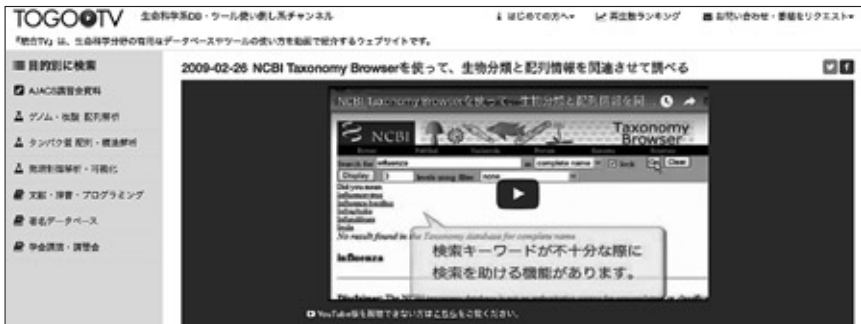 TOGO TV 生命科学系DB・ツール使い倒し系チャンネル
はじめての方へ 再生数ランキング お問い合わせ・番組をリクエスト
『統合TV』は、生命科学分野の有用なデータベースやツールの使い方を動画で紹介するウェブサイトです。
目的別に検索
AJACS講習会資料
ゲノム・核酸 配列解析
タンパク質 配列・構造解析
発現制御解析・可視化
文献・辞書・プログラミング
著名データベース
学会講演・講習会
2009-02-26 NCBI Taxonomy Browserを使って、生物分類と配列情報を関連させて調べる
NCBI Taxonomy Browserを使って、生物分類と配列情報を関…
NCBI
Taxonomy
Browser
Search for influenza as complete name lock Go Clear
Display 3 levels using filter: none
Did you mean
No result found in the Taxonomy database for complete name
influenza
検索キーワードが不十分な際に
検索を助ける機能があります。
YouTube版を視聴できない方はこちらをご覧ください。